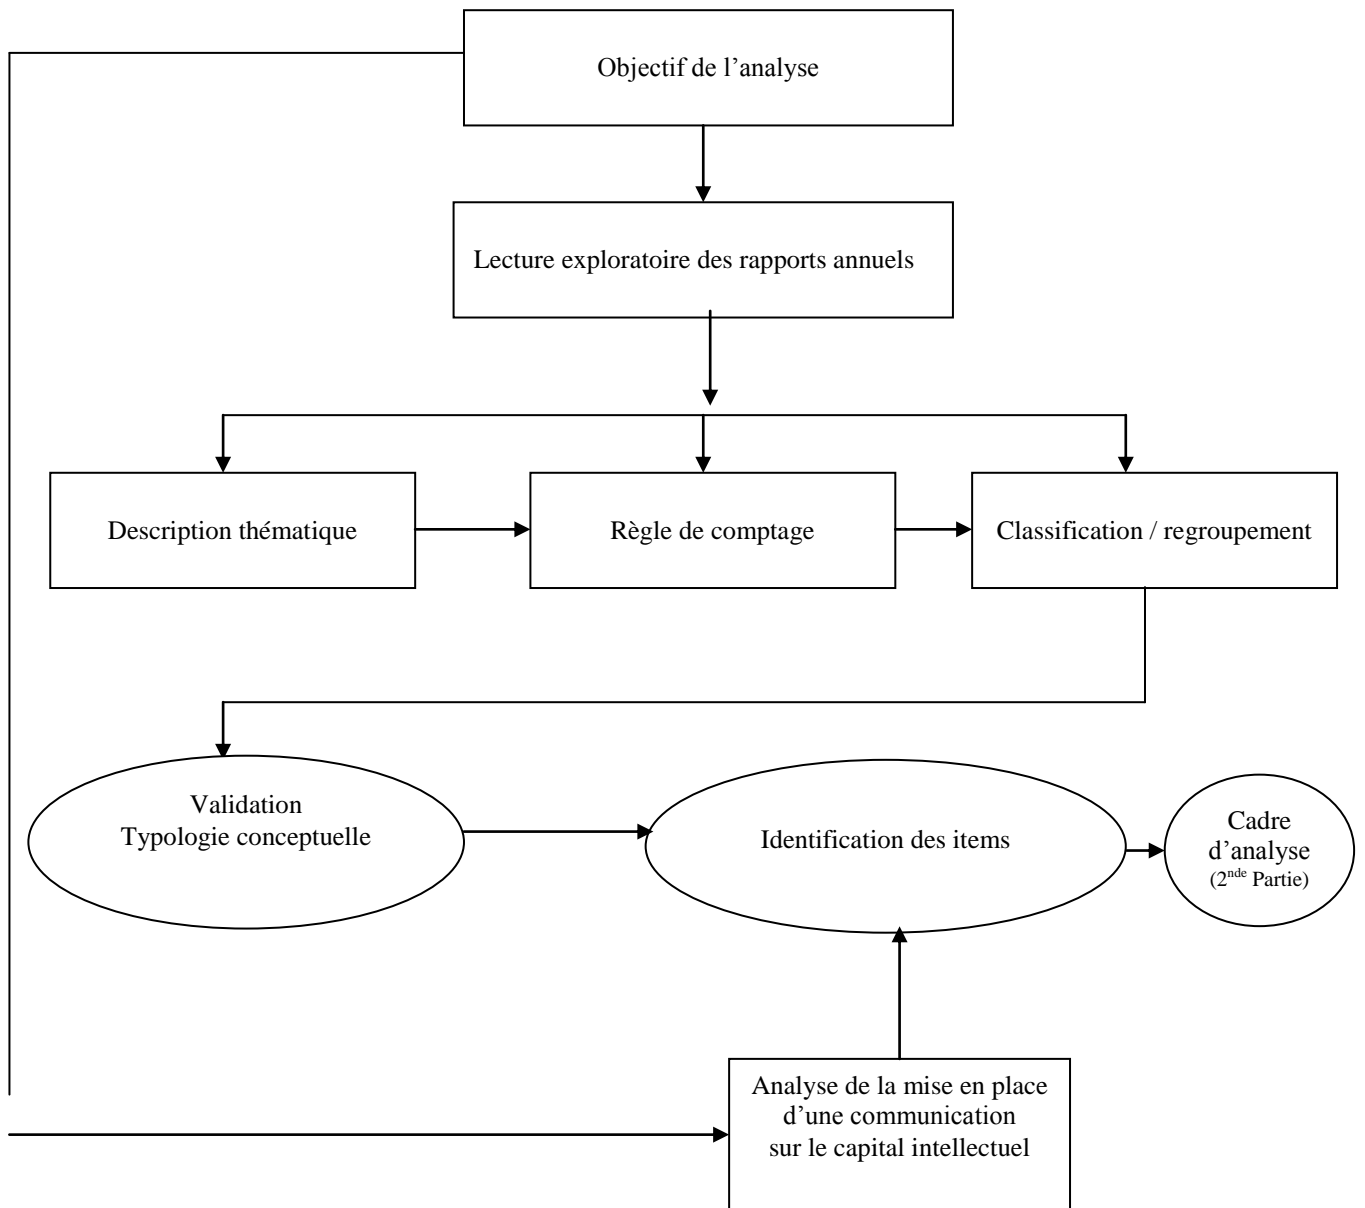 Objectif de l’analyse
Lecture exploratoire des rapports annuels
Description thématique
Règle de comptage
Classification / regroupement
Validation
Typologie conceptuelle
Identification des items
Cadre
d’analyse
(2nde Partie)
Analyse de la mise en place
d’une communication
sur le capital intellectuel